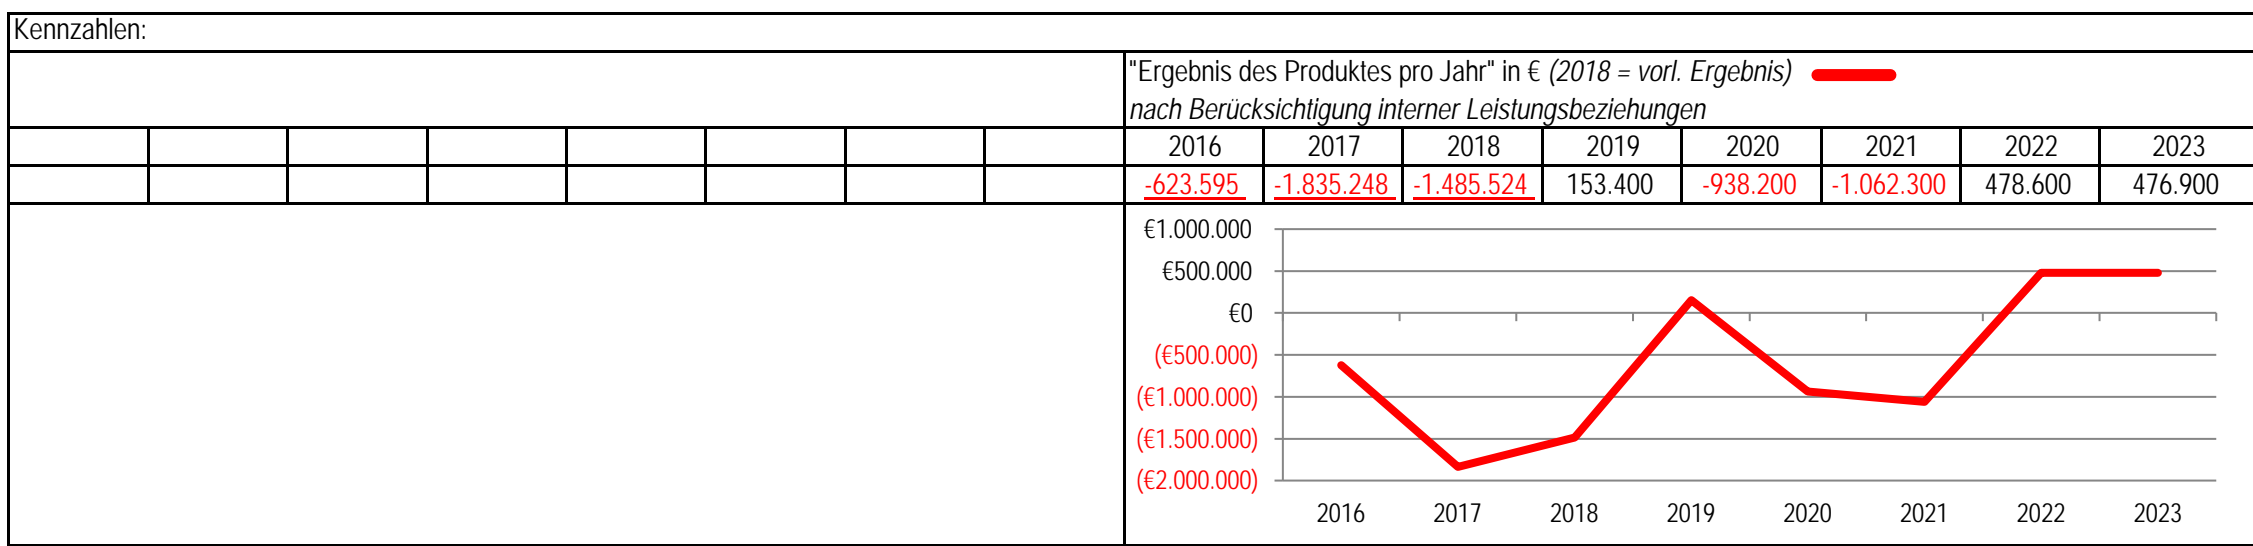 Kennzahlen:
"Ergebnis des Produktes pro Jahr" in € (2018 = vorl. Ergebnis)
nach Berücksichtigung interner Leistungsbeziehungen
2016 2017 2018 2019 2020 2021 2022 2023
-623.595 -1.835.248 -1.485.524 153.400 -938.200 -1.062.300 478.600 476.900
€1.000.000
€500.000
€0
(€500.000)
(€1.000.000)
(€1.500.000)
(€2.000.000)
2016 2017 2018 2019 2020 2021 2022 2023